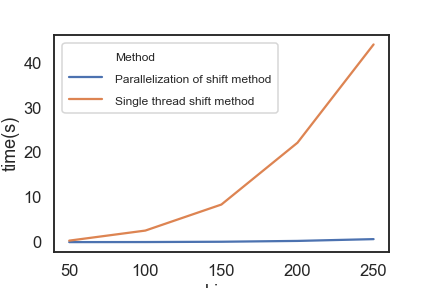 Method
Parallelization of shift method
Single thread shift method
time(s)
40
30
20
10
0
50 100 150 200 250